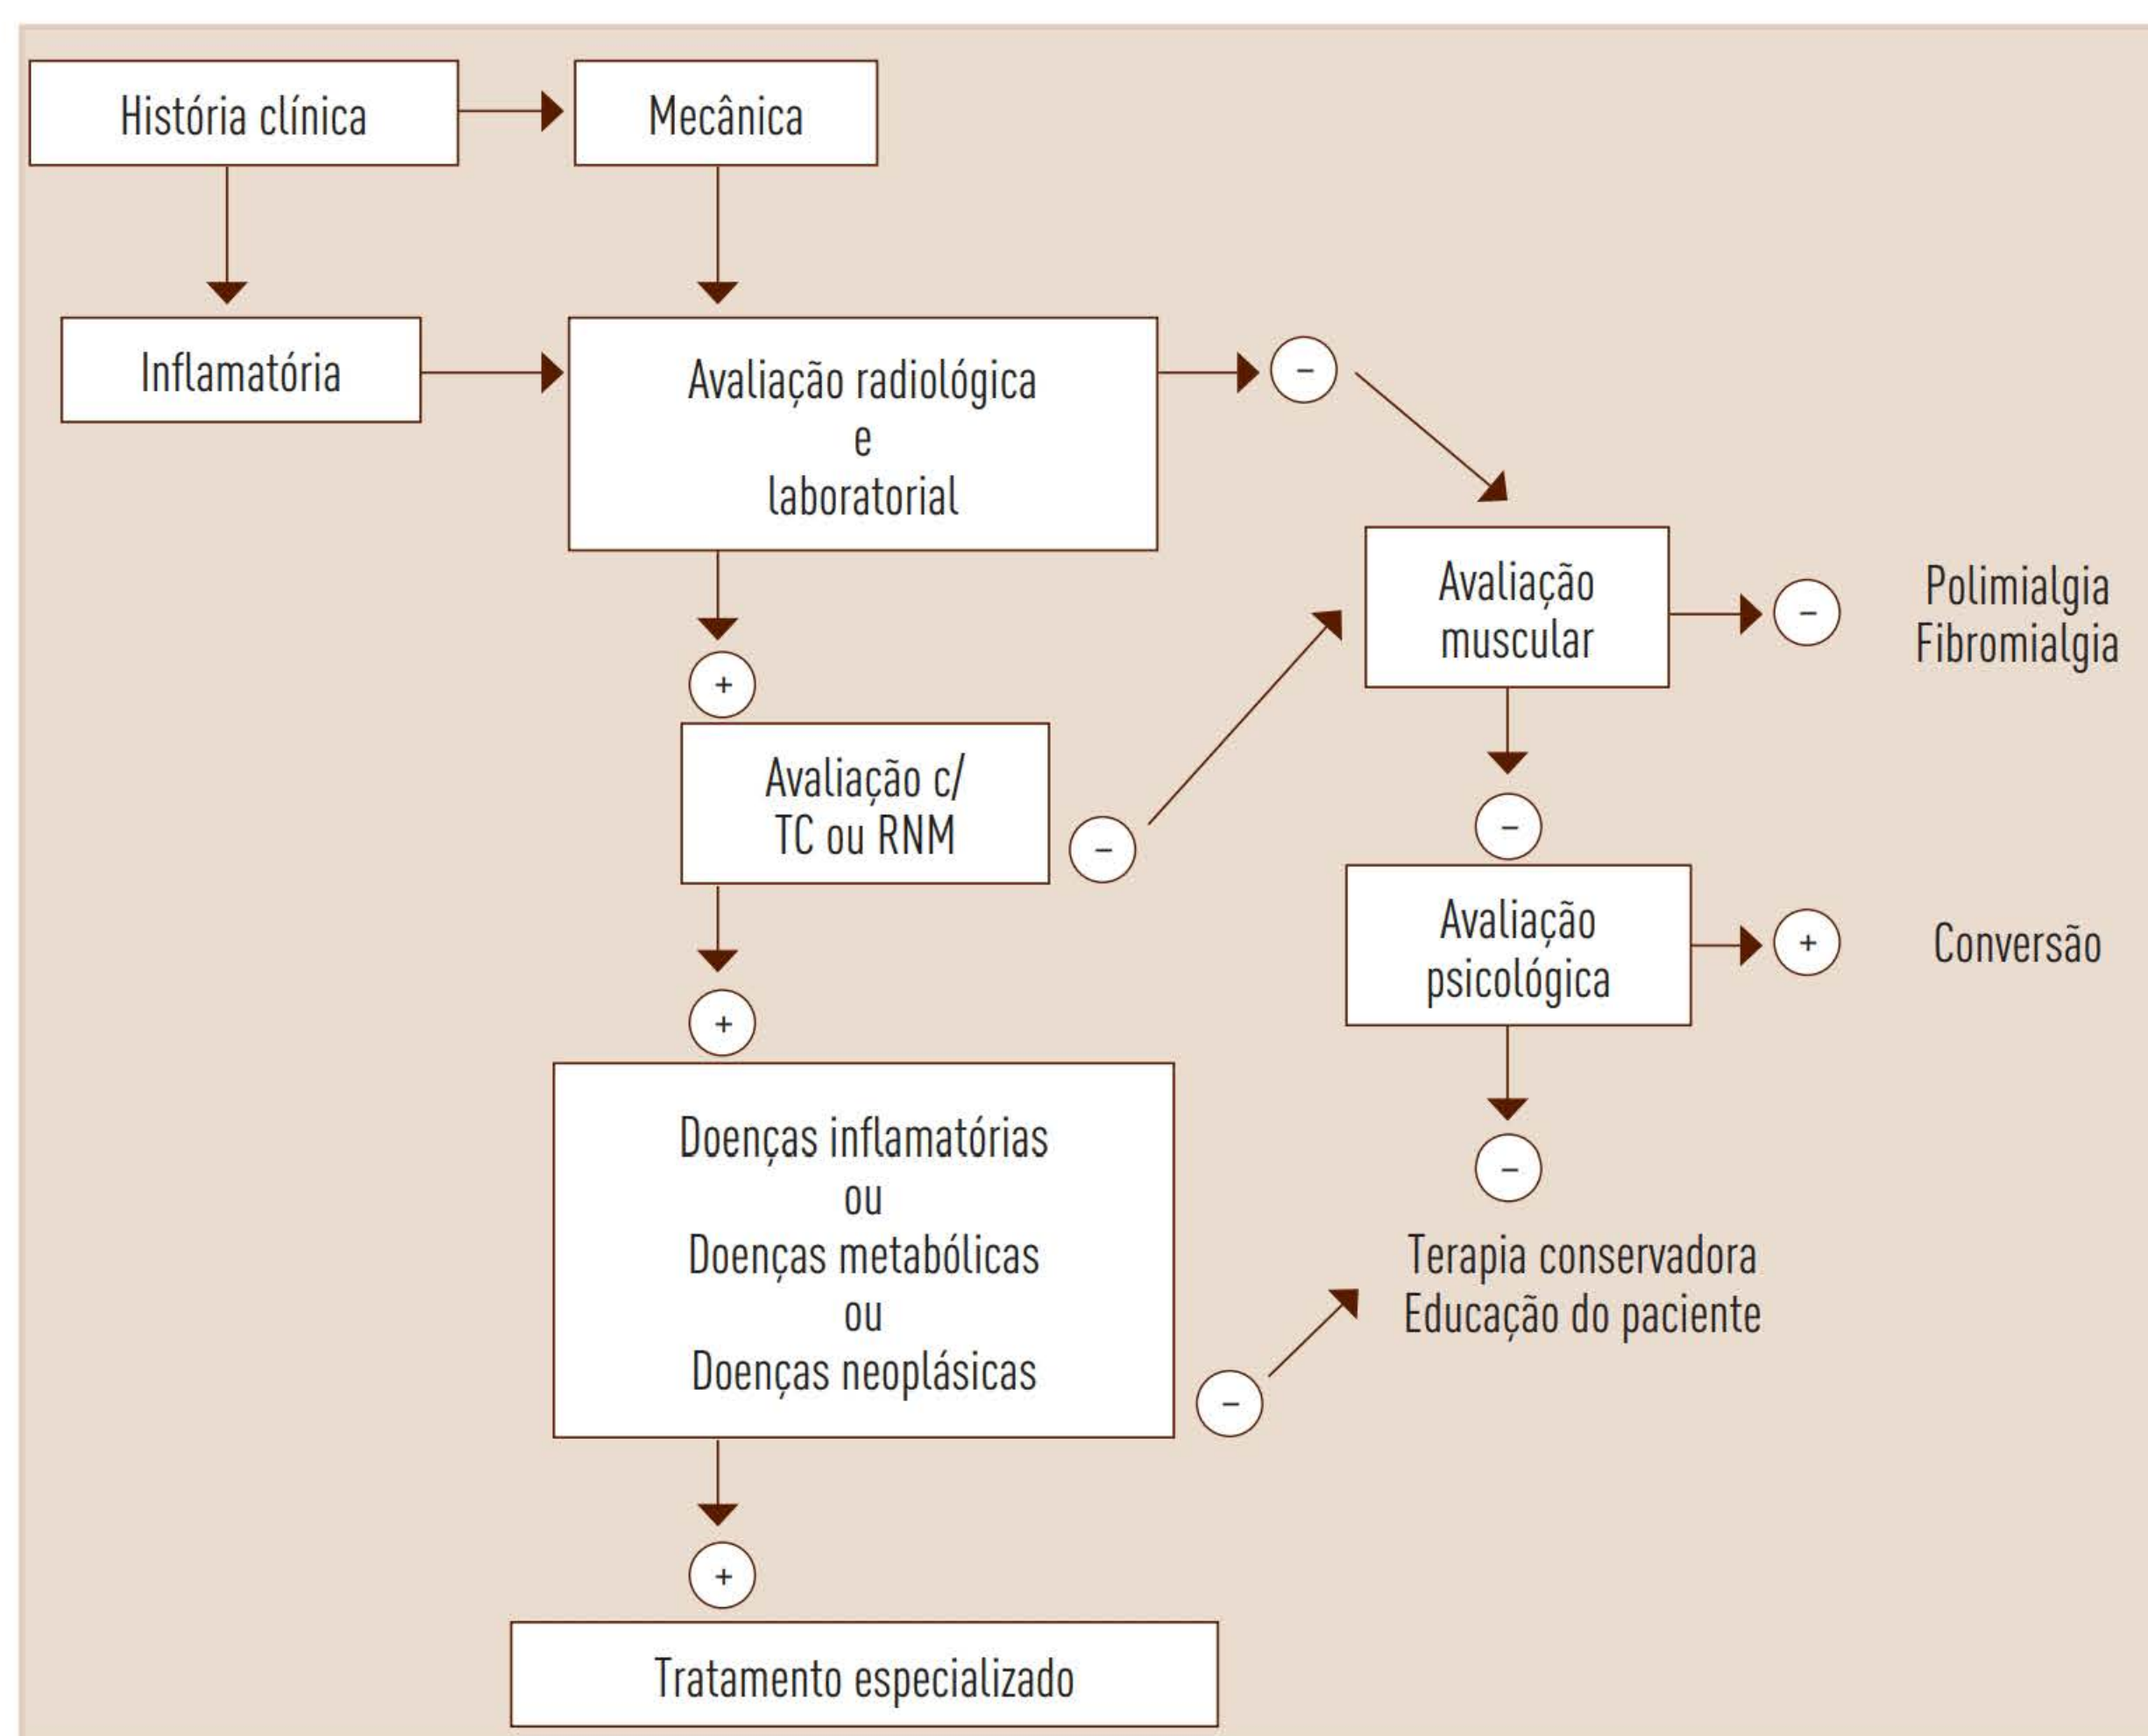 História clínica
Mecânica
Inflamatória
Avaliação radiológica
e
laboratorial
–
Avaliação
muscular
–
Polimialgia
Fibromialgia
+
Avaliação c/
TC ou RNM
–
–
Avaliação
psicológica
+
Conversão
+
–
Doenças inflamatórias
ou
Doenças metabólicas
ou
Doenças neoplásicas
Terapia conservadora
Educação do paciente
–
+
Tratamento especializado